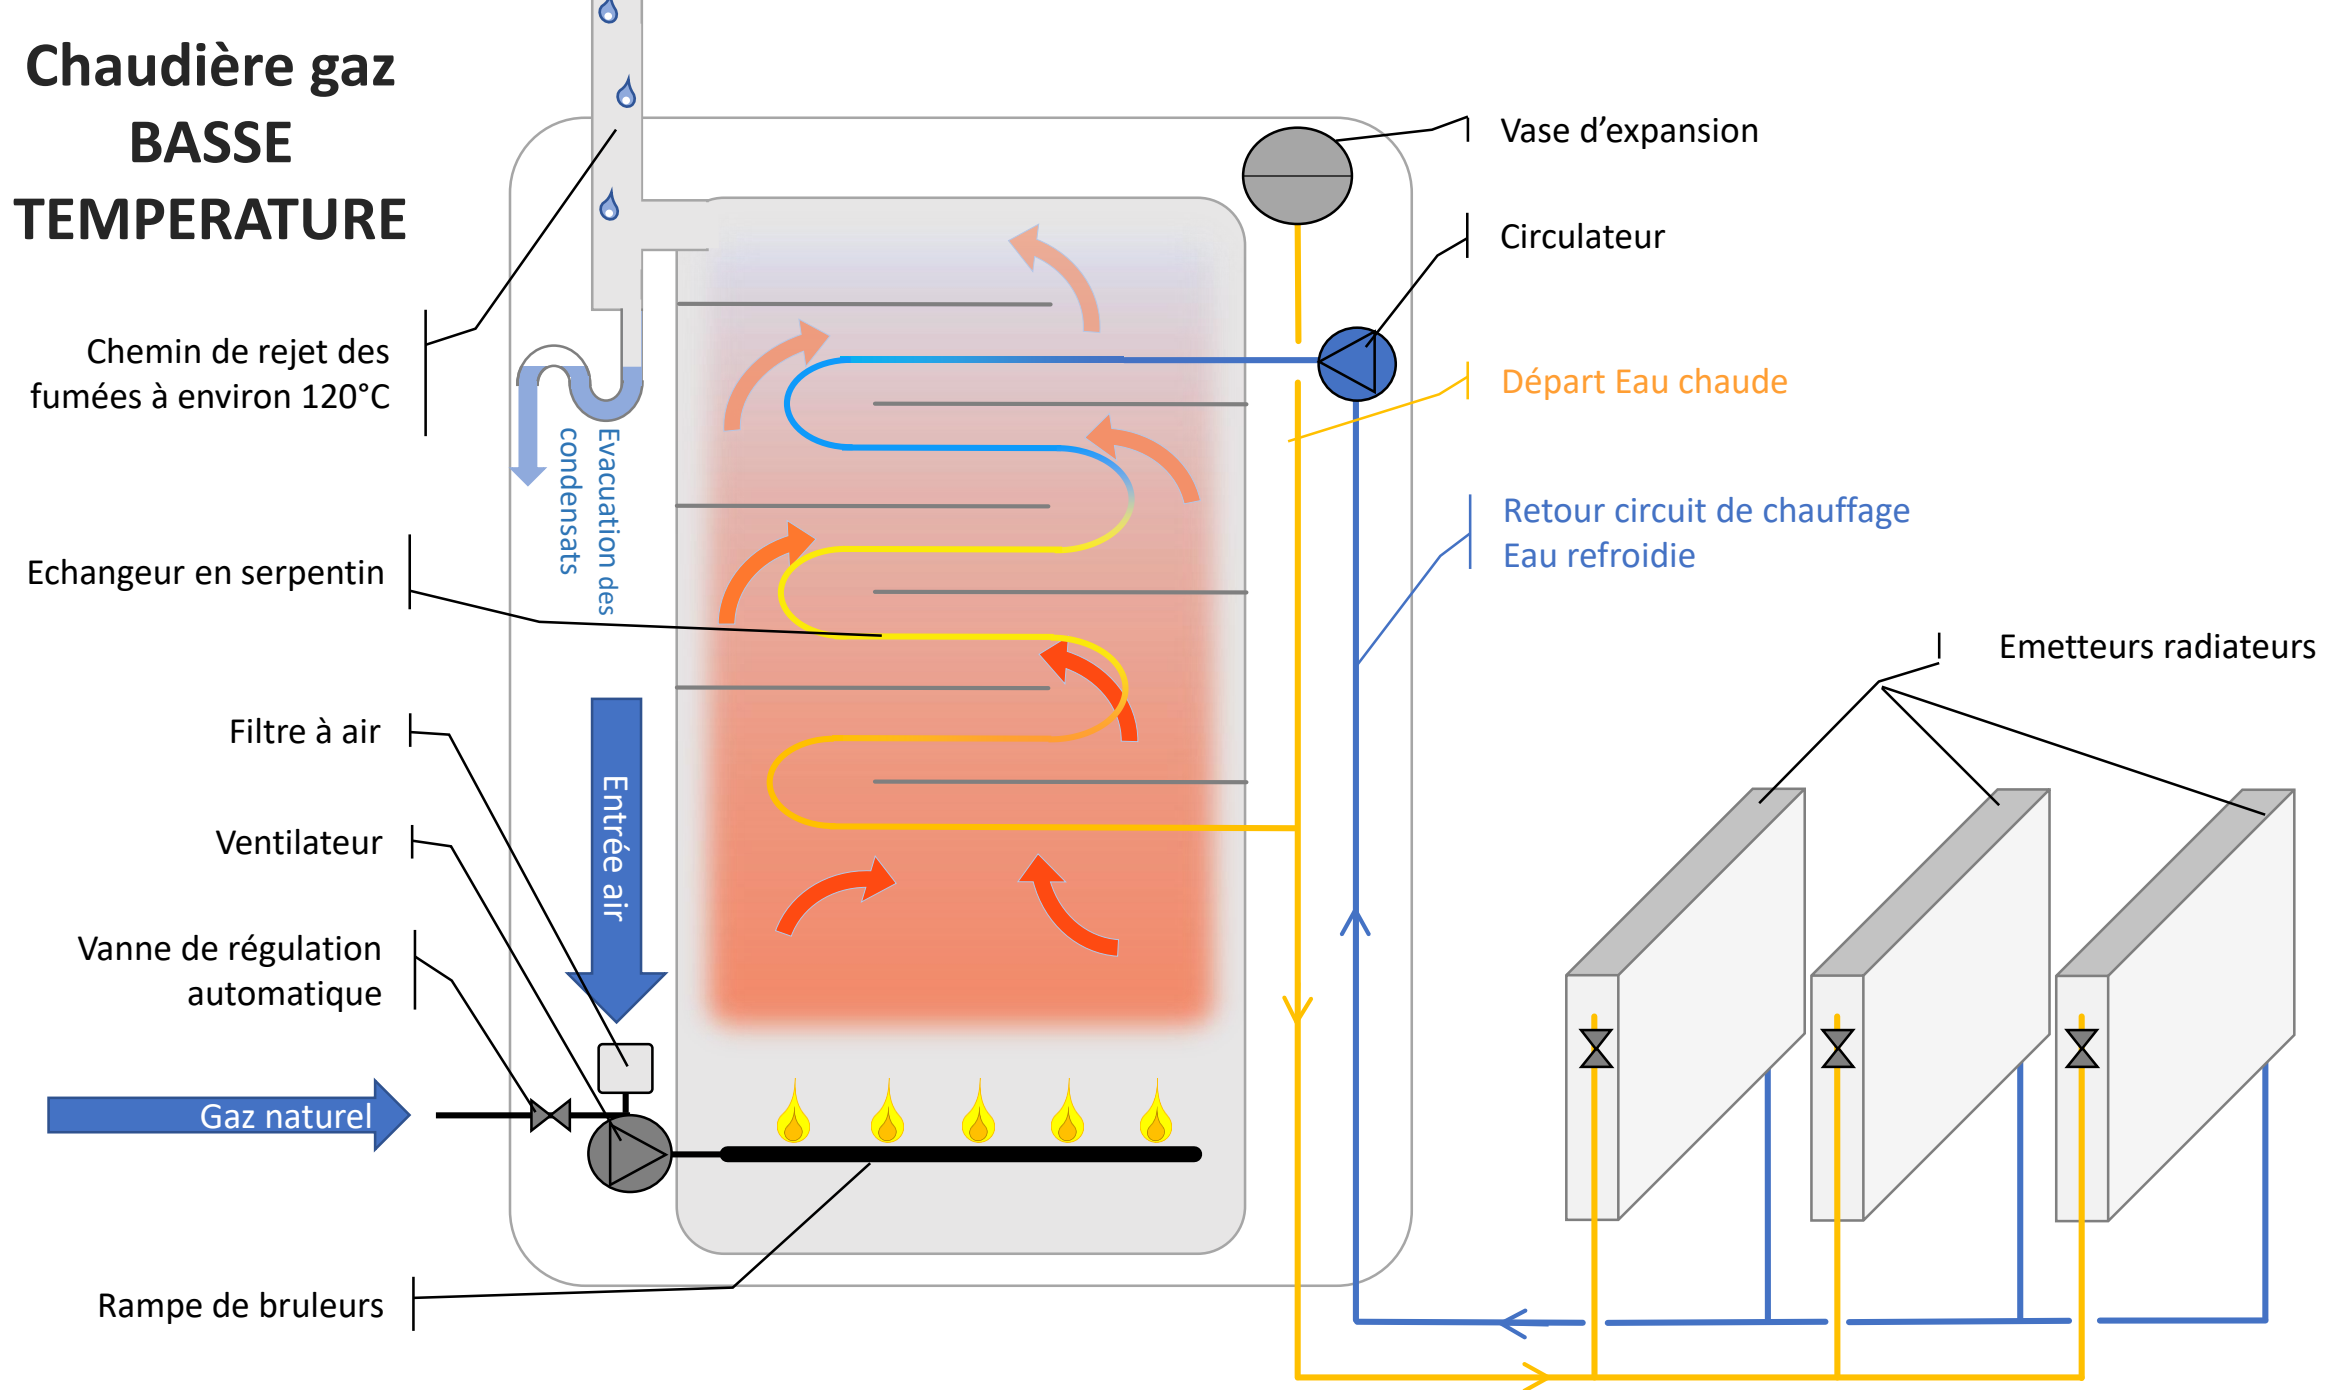 Chaudière gaz
BASSE
TEMPERATURE
Chemin de rejet des
fumées à environ 120°C
Evacuation des
condensats
Echangeur en serpentin
Filtre à air
Ventilateur
Vanne de régulation
automatique
Entrée air
Gaz naturel
Rampe de bruleurs
Vase d’expansion
Circulateur
Départ Eau chaude
Retour circuit de chauffage
Eau refroidie
Emetteurs radiateurs